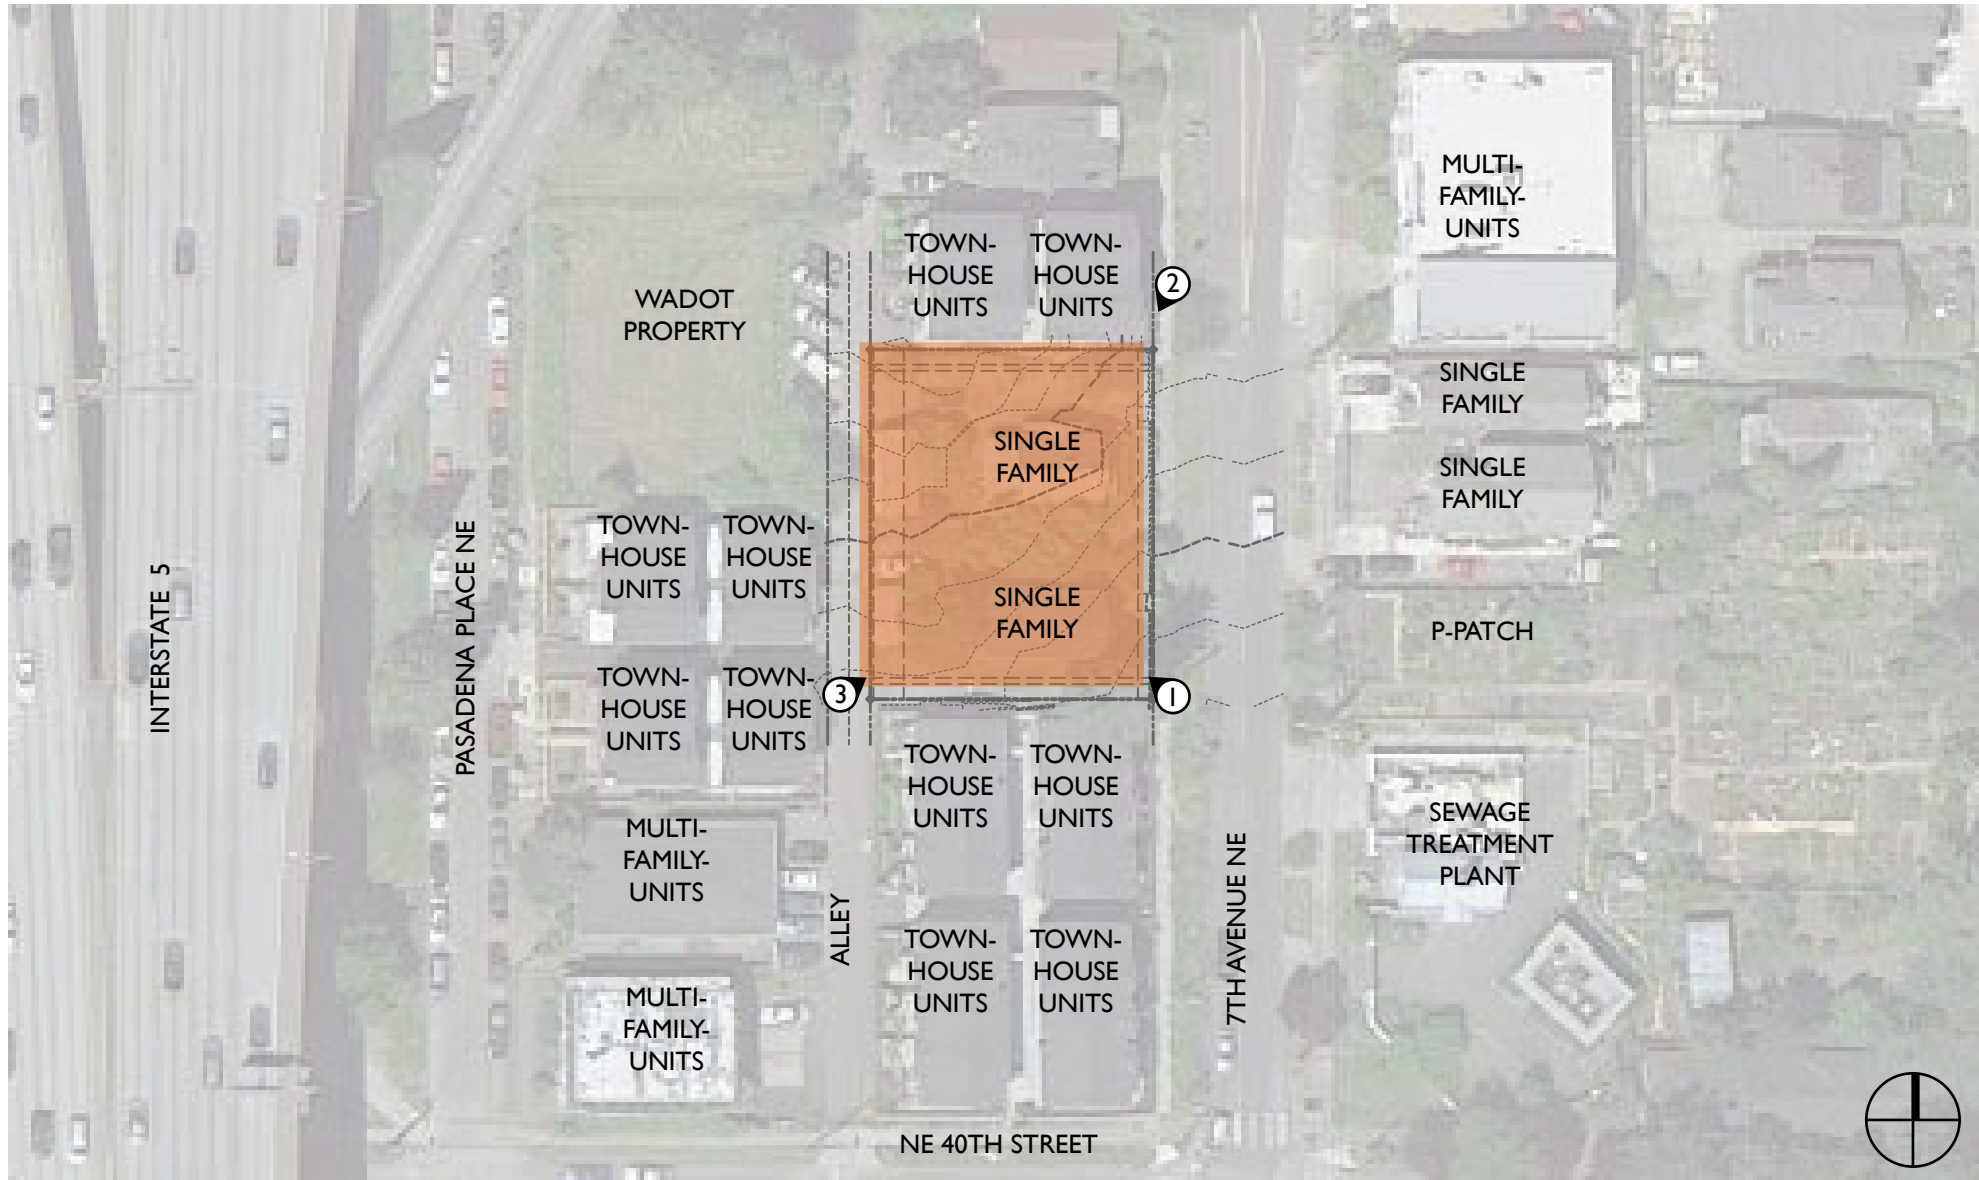 MULTI-
FAMILY-
UNITS
TOWN-
HOUSE
UNITS
TOWN-
HOUSE
UNITS
2
WADOT
PROPERTY
SINGLE
FAMILY
SINGLE
FAMILY
SINGLE
FAMILY
TOWN-
HOUSE
UNITS
TOWN-
HOUSE
UNITS
INTERSTATE 5
PASADENA PLACE NE
SINGLE
FAMILY
P-PATCH
TOWN-
HOUSE
UNITS
TOWN-
HOUSE
UNITS
3
1
TOWN-
HOUSE
UNITS
TOWN-
HOUSE
UNITS
SEWAGE
TREATMENT
PLANT
MULTI-
FAMILY-
UNITS
ALLEY
7TH AVENUE NE
TOWN-
HOUSE
UNITS
TOWN-
HOUSE
UNITS
MULTI-
FAMILY-
UNITS
NE 40TH STREET